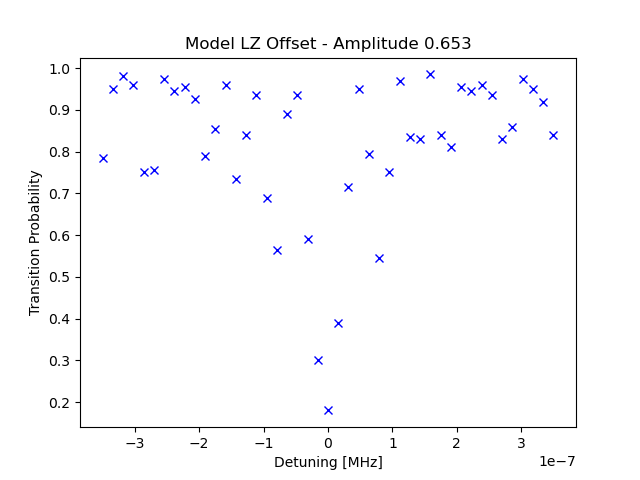 Model LZ Offset - Amplitude 0.653
Transition Probability
1.0
0.9
0.8
0.7
0.6
0.5
0.4
0.3
0.2
−3 −2 −1 0 1 2 3
1e−7
Detuning [MHz]